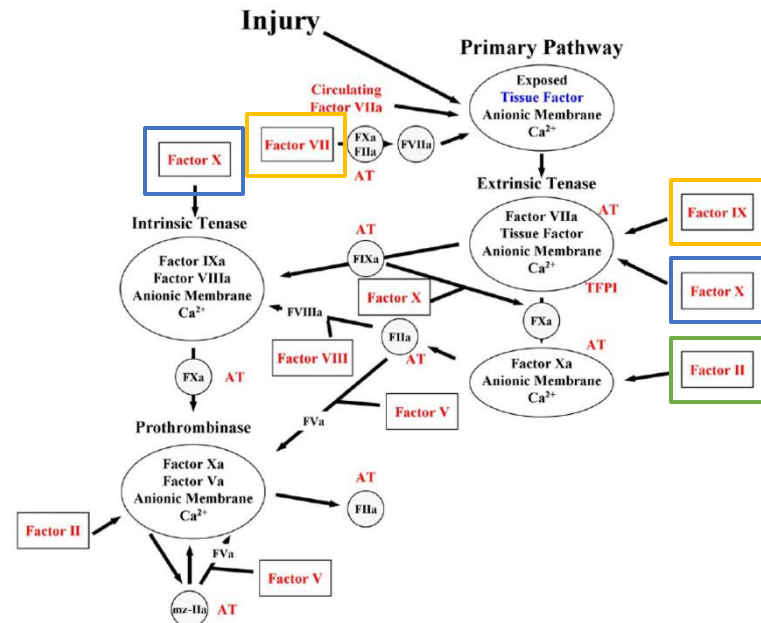 Injury
Primary Pathway
Exposed
Tissue Factor
Anionic Membrane
Ca²⁺
Circulating
Factor VIIa
Factor VII
FXa
FIIa
FVIIa
AT
Factor X
Extrinsic Tenase
Factor VIIa
Tissue Factor
Anionic Membrane
Ca²⁺
AT
TFPI
Factor IX
Factor X
Intrinsic Tenase
Factor IXa
Factor VIIIa
Anionic Membrane
Ca²⁺
AT
FIXa
Factor X
FXa
FVIIIa
Factor VIII
FIIa
AT
AT
Factor Xa
Anionic Membrane
Ca²⁺
Factor II
FXa
AT
Factor V
FVa
Prothrombinase
Factor Xa
Factor Va
Anionic Membrane
Ca²⁺
AT
FIIa
Factor II
FVa
Factor V
mz-IIa
AT